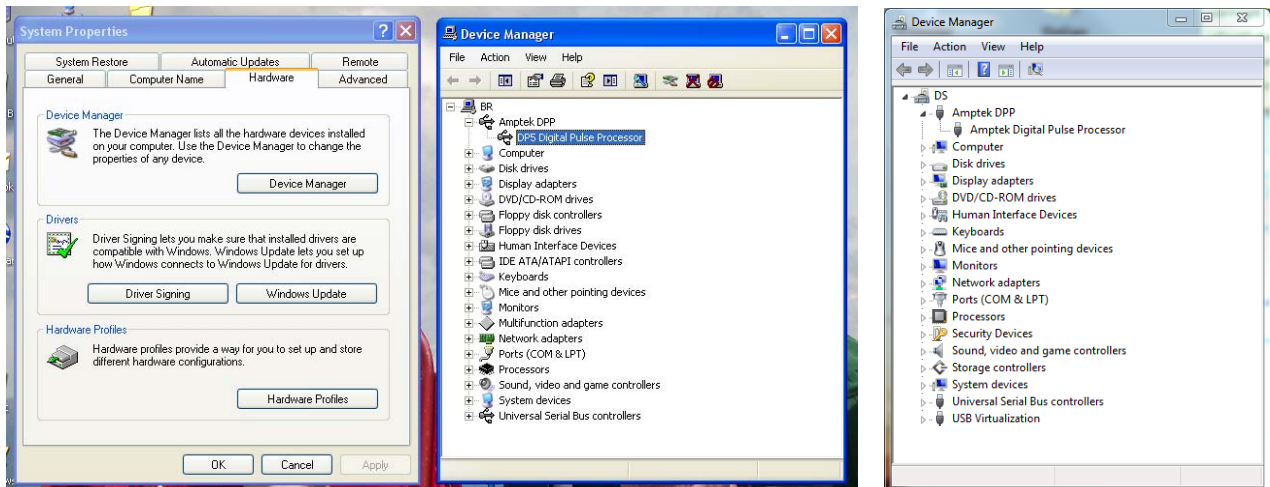 System Properties
System Restore
Automatic Updates
Remote
General
Computer Name
Hardware
Advanced
Device Manager
The Device Manager lists all the hardware devices installed
on your computer. Use the Device Manager to change the
properties of any device.
Device Manager
Drivers
Driver Signing lets you make sure that installed drivers are
compatible with Windows. Windows Update lets you set up
how Windows connects to Windows Update for drivers.
Driver Signing
Windows Update
Hardware Profiles
Hardware profiles provide a way for you to set up and store
different hardware configurations.
Hardware Profiles
OK
Cancel
Apply
Device Manager
File Action View Help
BR
Amptek DPP
DP5 Digital Pulse Processor
Computer
Disk drives
Display adapters
DVD/CD-ROM drives
Floppy disk controllers
Floppy disk drives
Human Interface Devices
IDE ATA/ATAPI controllers
Keyboards
Mice and other pointing devices
Monitors
Multifunction adapters
Network adapters
Ports (COM & LPT)
Processors
Sound, video and game controllers
System devices
Universal Serial Bus controllers
Device Manager
File Action View Help
DS
Amptek DPP
Amptek Digital Pulse Processor
Computer
Disk drives
Display adapters
DVD/CD-ROM drives
Human Interface Devices
Keyboards
Mice and other pointing devices
Monitors
Network adapters
Ports (COM & LPT)
Processors
Security Devices
Sound, video and game controllers
Storage controllers
System devices
Universal Serial Bus controllers
USB Virtualization